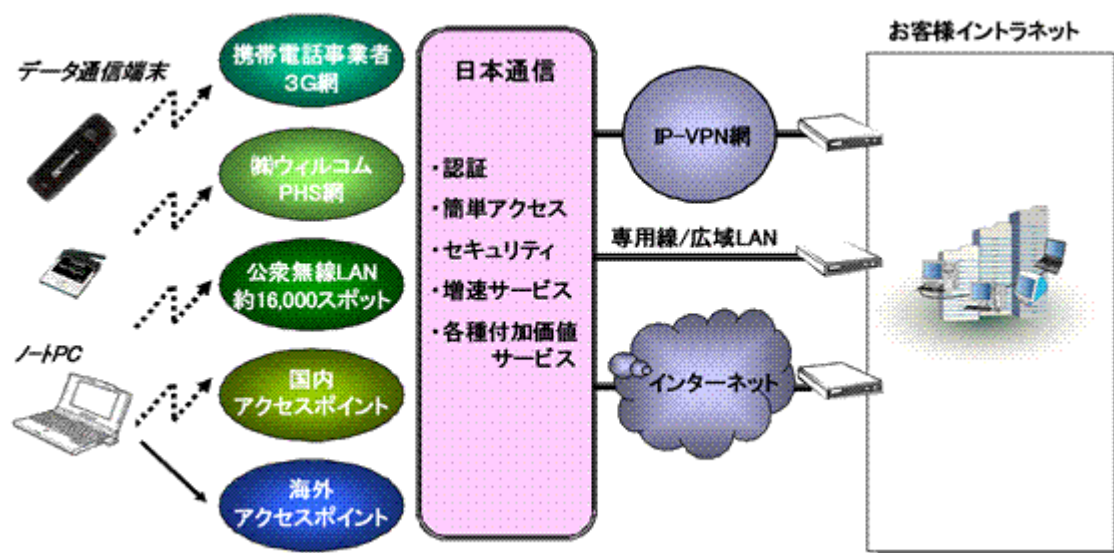 データ通信端末
ノートPC
携帯電話事業者
3G網
㈱ウィルコム
PHS網
公衆無線LAN
約16,000スポット
国内
アクセスポイント
海外
アクセスポイント
日本通信
・認証
・簡単アクセス
・セキュリティ
・増速サービス
・各種付加価値
サービス
IP-VPN網
専用線/広域LAN
インターネット
お客様イントラネット